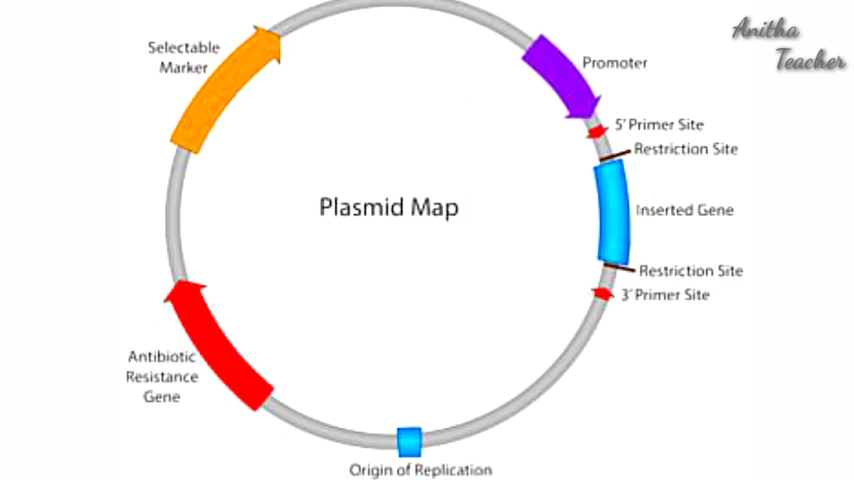 Anitha
Teacher
Selectable
Marker
Promoter
5' Primer Site
Restriction Site
Plasmid Map
Inserted Gene
Restriction Site
3' Primer Site
Antibiotic
Resistance
Gene
Origin of Replication